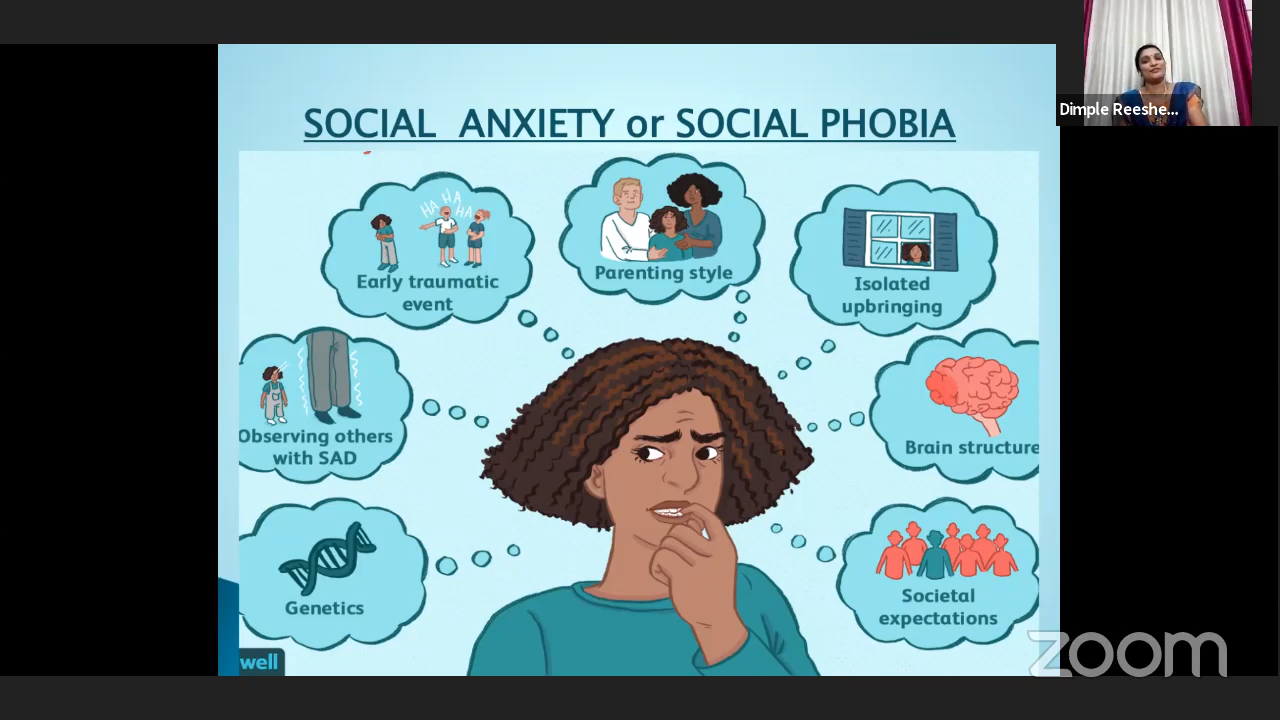 SOCIAL ANXIETY or SOCIAL PHOBIA
HA HA HA
Early traumatic
event
Parenting style
Isolated
upbringing
Observing others
with SAD
Brain structure
Genetics
Societal
expectations
well
Dimple Reeshe...
zoom